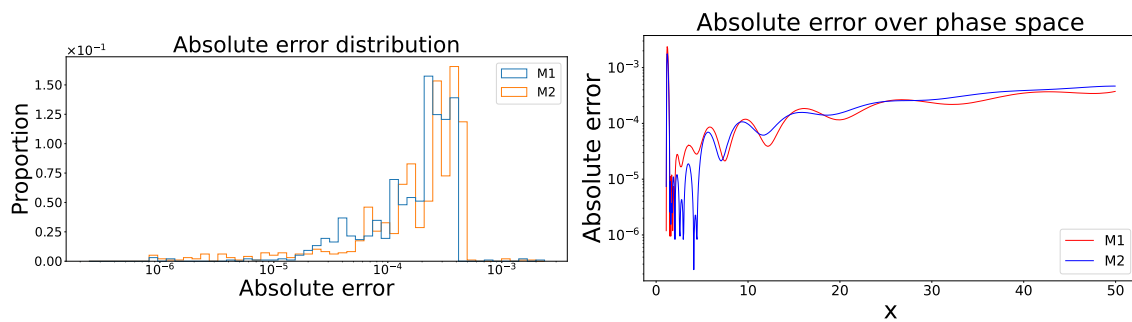 Absolute error distribution
×10⁻¹
Proportion
1.50
1.25
1.00
0.75
0.50
0.25
0.00
10⁻⁶
10⁻⁵
10⁻⁴
10⁻³
Absolute error
M1
M2
Absolute error over phase space
Absolute error
10⁻³
10⁻⁴
10⁻⁵
10⁻⁶
0
10
20
30
40
50
x
M1
M2